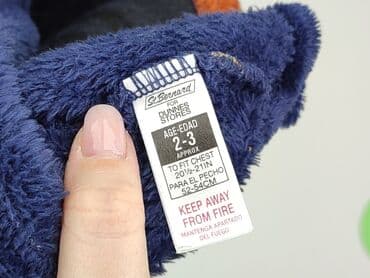 St Bernard
FOR
DUNNES
STORES
AGE-EDAD
2-3
APPROX
TO FIT CHEST
20½-21IN
PARA EL PECHO
52-54CM
KEEP AWAY
FROM FIRE
MANTENGA APARTADO
DEL FUEGO